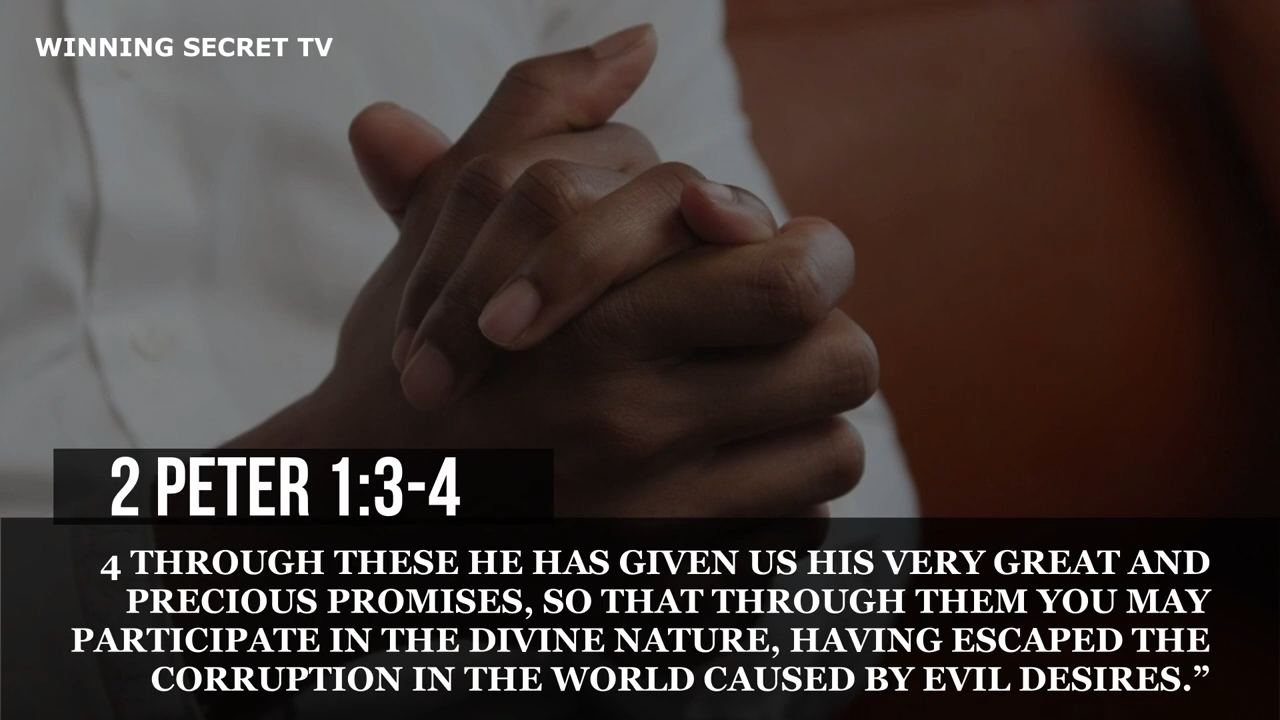 WINNING SECRET TV
2 PETER 1:3-4
4 THROUGH THESE HE HAS GIVEN US HIS VERY GREAT AND
PRECIOUS PROMISES, SO THAT THROUGH THEM YOU MAY
PARTICIPATE IN THE DIVINE NATURE, HAVING ESCAPED THE
CORRUPTION IN THE WORLD CAUSED BY EVIL DESIRES.”